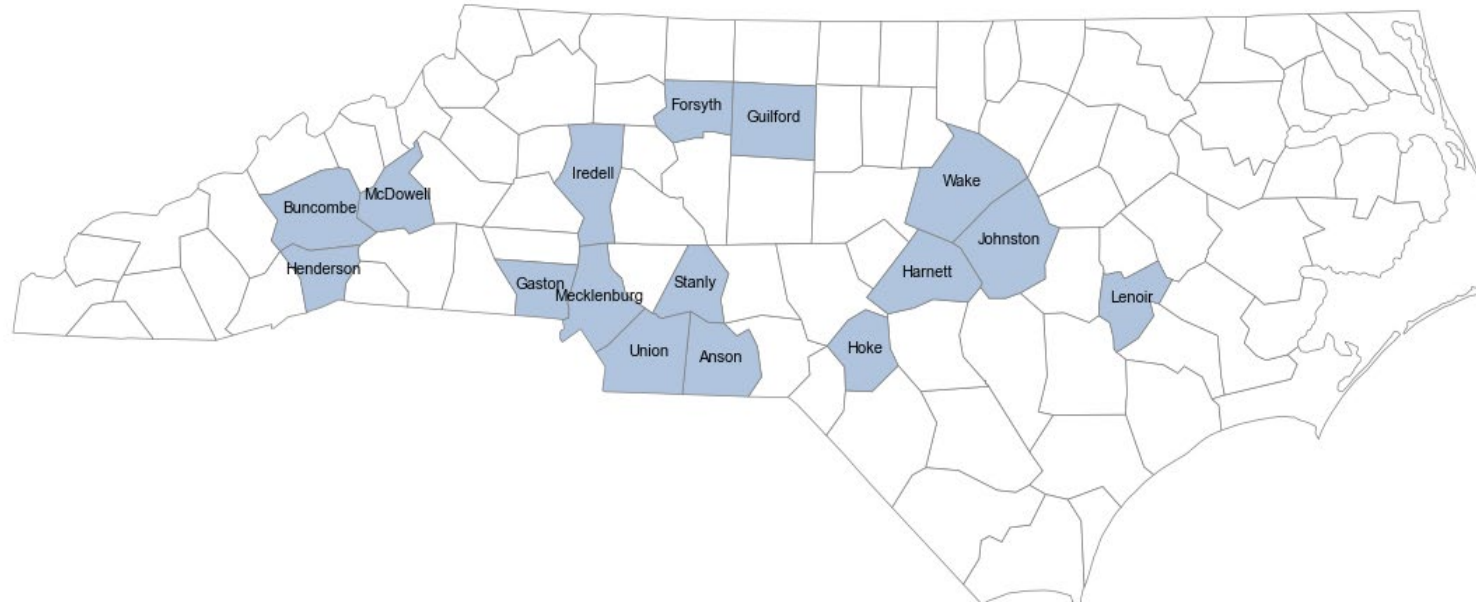 Forsyth
Guilford
Iredell
Wake
McDowell
Buncombe
Johnston
Henderson
Harnett
Gaston
Stanly
Mecklenburg
Lenoir
Hoke
Union
Anson